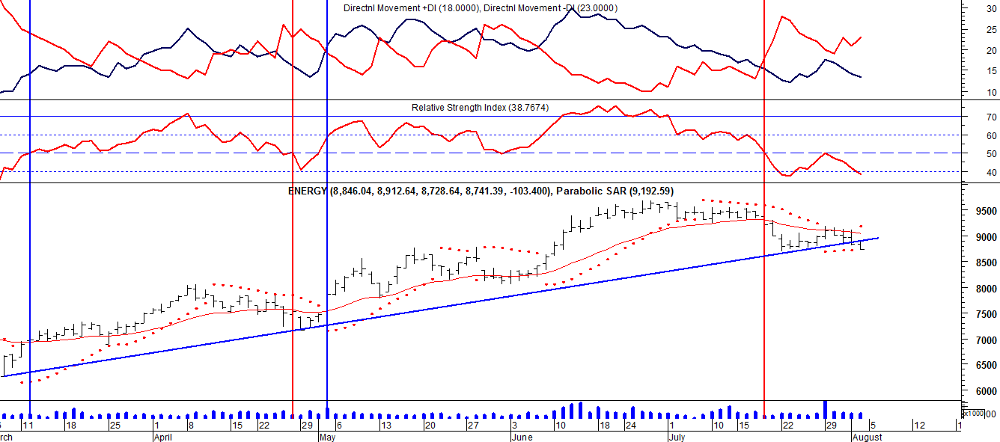 Directnl Movement +DI (18.0000), Directnl Movement -DI (23.0000)
30
25
20
15
10
Relative Strength Index (38.7674)
70
60
50
40
ENERGY (8,846.04, 8,912.64, 8,728.64, 8,741.39, -103.400), Parabolic SAR (9,192.59)
9500
9000
8500
8000
7500
7000
6500
6000
x1000
11 18 25 1 8 15 22 29 6 13 20 27 3 10 18 24 1 10 15 22 29 5 12
rch April May June July August